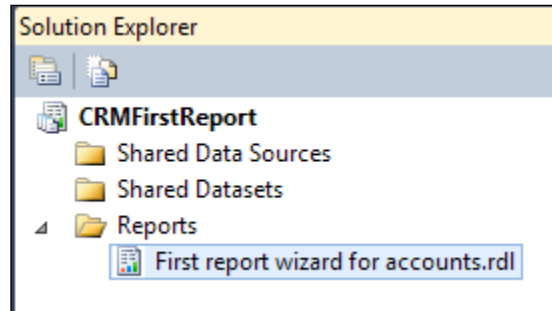 Solution Explorer
CRMFirstReport
Shared Data Sources
Shared Datasets
Reports
First report wizard for accounts.rdl